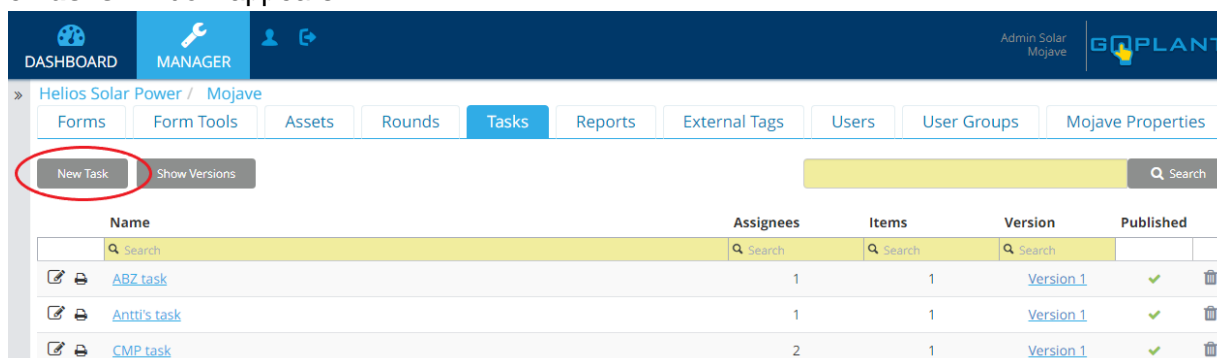 DASHBOARD MANAGER Admin Solar
Mojave GOPLANT
» Helios Solar Power / Mojave
Forms Form Tools Assets Rounds Tasks Reports External Tags Users User Groups Mojave Properties
New Task Show Versions Search
Name Assignees Items Version Published
Search Search Search Search
ABZ task 1 1 Version 1
Antti's task 1 1 Version 1
CMP task 2 1 Version 1